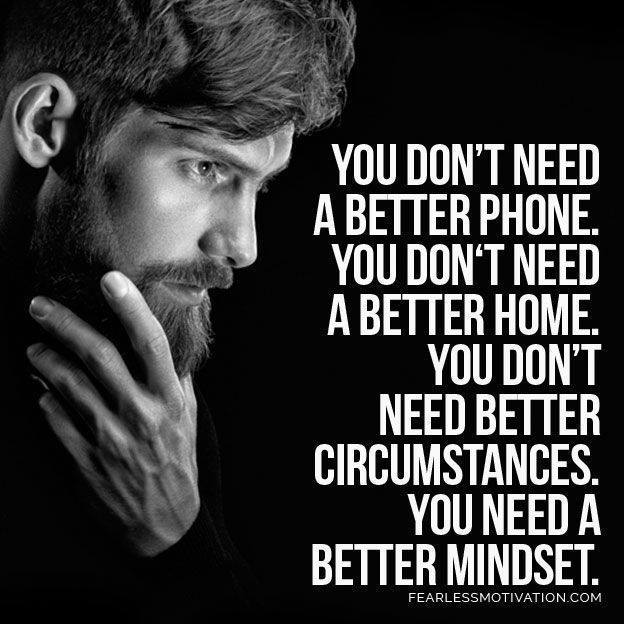 YOU DON'T NEED
A BETTER PHONE.
YOU DON‘T NEED
A BETTER HOME.
YOU DON'T
NEED BETTER
CIRCUMSTANCES.
YOU NEED A
BETTER MINDSET.
FEARLESSMOTIVATION.COM